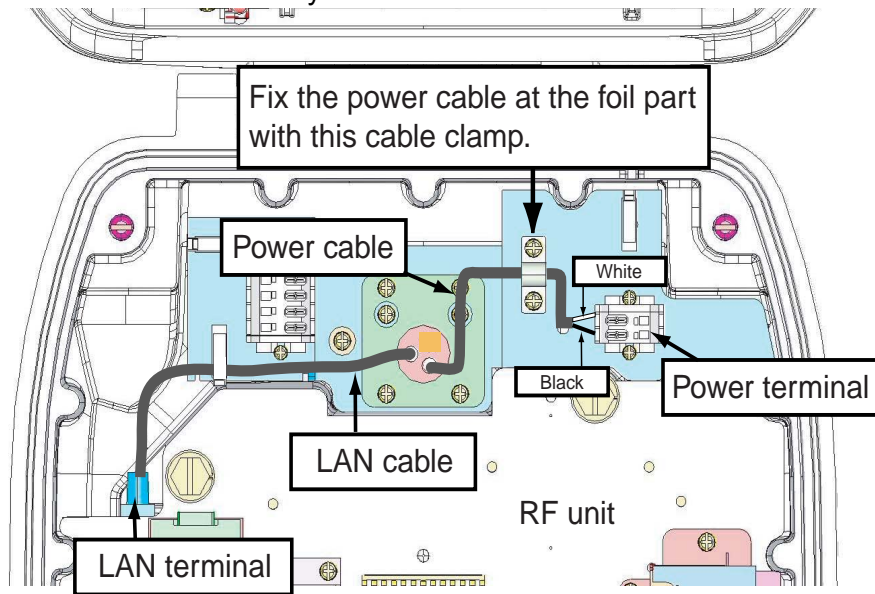 Fix the power cable at the foil part
with this cable clamp.
Power cable
White
Black
Power terminal
LAN cable
RF unit
LAN terminal